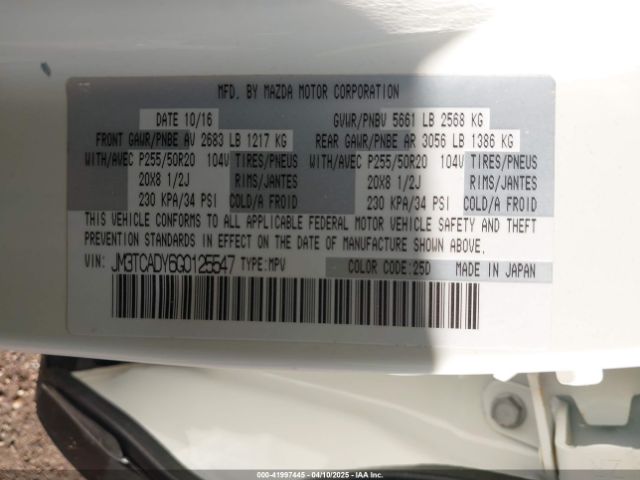 MFD. BY MAZDA MOTOR CORPORATION
DATE 10/16 GVWR/PNBV 5661 LB 2568 KG
FRONT GAWR/PNBE AV 2683 LB 1217 KG REAR GAWR/PNBE AR 3056 LB 1386 KG
WITH/AVEC P255/50R20 104V TIRES/PNEUS WITH/AVEC P255/50R20 104V TIRES/PNEUS
20X8 1/2J RIMS/JANTES 20X8 1/2J RIMS/JANTES
230 KPA/34 PSI COLD/A FROID 230 KPA/34 PSI COLD/A FROID
THIS VEHICLE CONFORMS TO ALL APPLICABLE FEDERAL MOTOR VEHICLE SAFETY AND THEFT
PREVENTION STANDARDS IN EFFECT ON THE DATE OF MANUFACTURE SHOWN ABOVE.
VIN: JM3TCADY6G0125547 TYPE:MPV COLOR CODE:25D MADE IN JAPAN
00-41997445 - 04/10/2025 - IAAI.COM